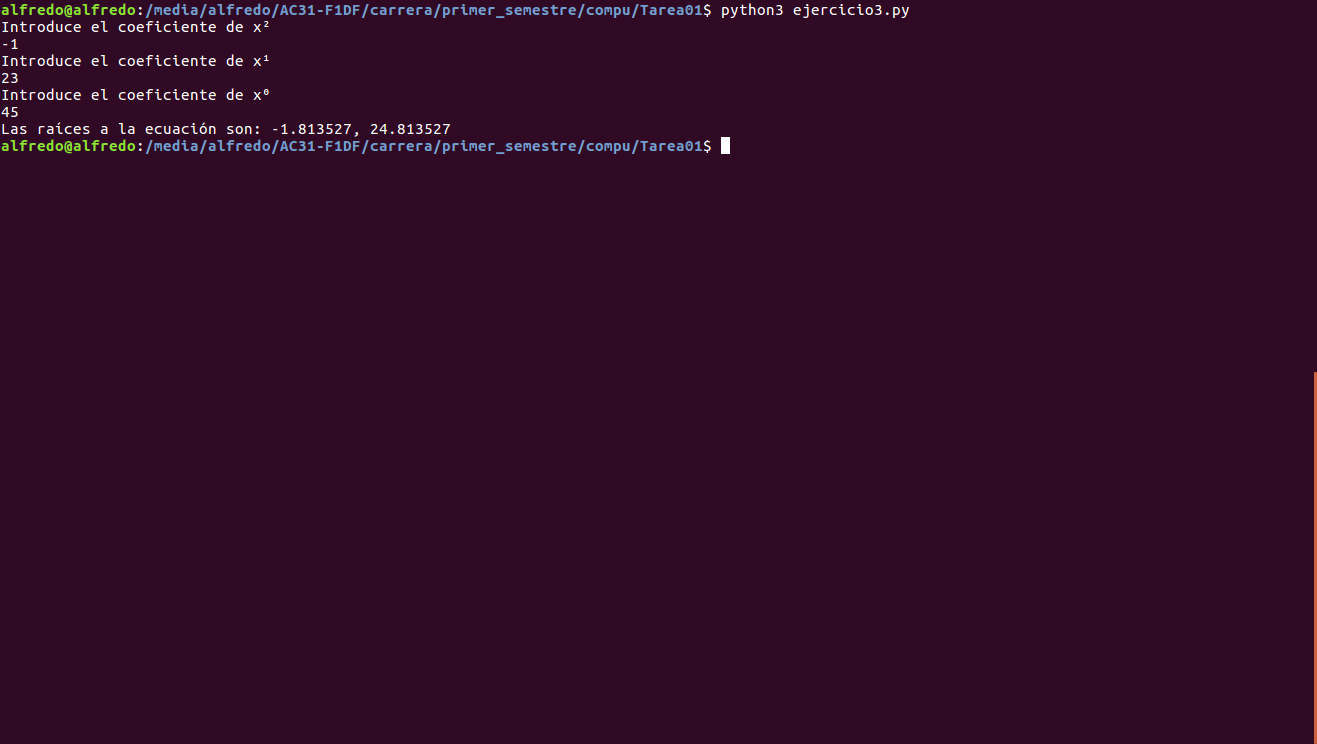 alfredo@alfredo:/media/alfredo/AC31-F1DF/carrera/primer_semestre/compu/Tarea01$ python3 ejercicio3.py
Introduce el coeficiente de x²
-1
Introduce el coeficiente de x¹
23
Introduce el coeficiente de x⁰
45
Las raíces a la ecuación son: -1.813527, 24.813527
alfredo@alfredo:/media/alfredo/AC31-F1DF/carrera/primer_semestre/compu/Tarea01$